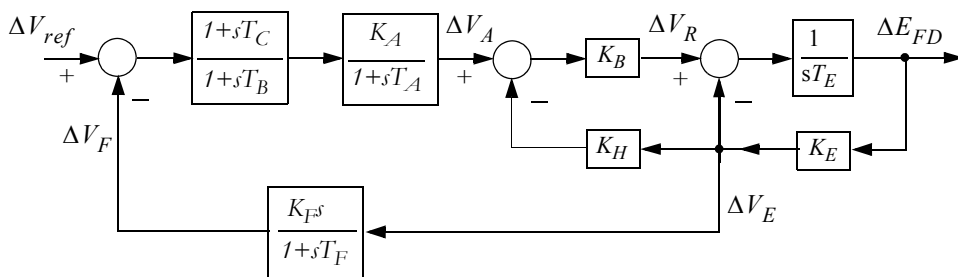 ΔV_ref
+
−
1+sT_C
1+sT_B
K_A
1+sT_A
ΔV_A
+
−
K_B
ΔV_R
+
−
1
sT_E
ΔE_FD
ΔV_F
K_H
K_E
ΔV_E
K_F s
1+sT_F